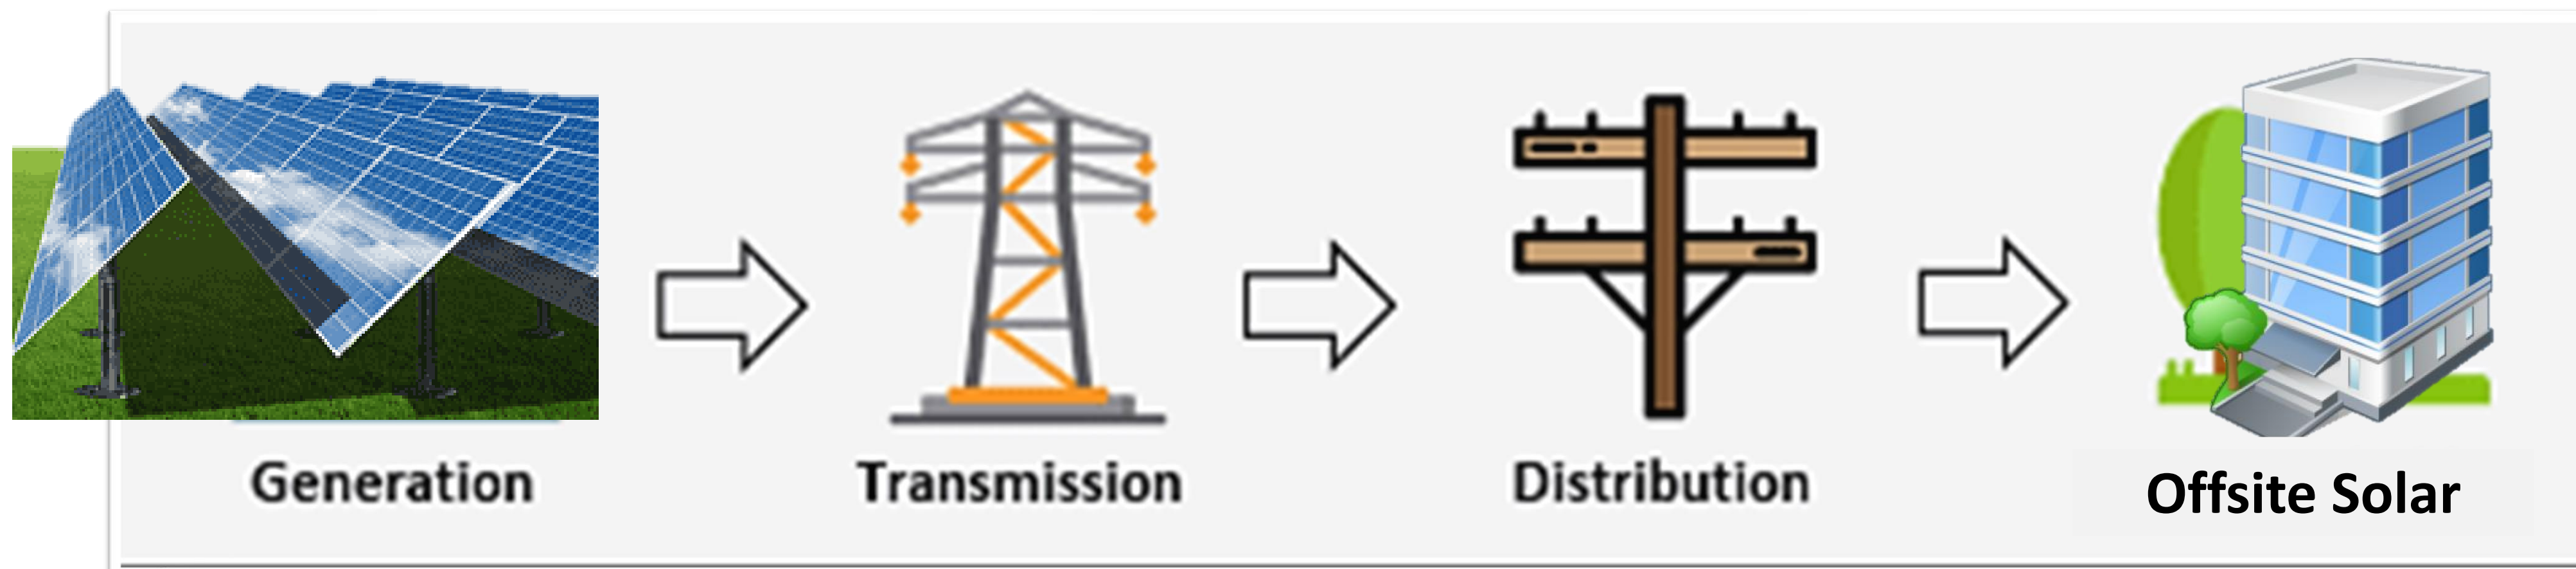 Generation
Transmission
Distribution
Offsite Solar